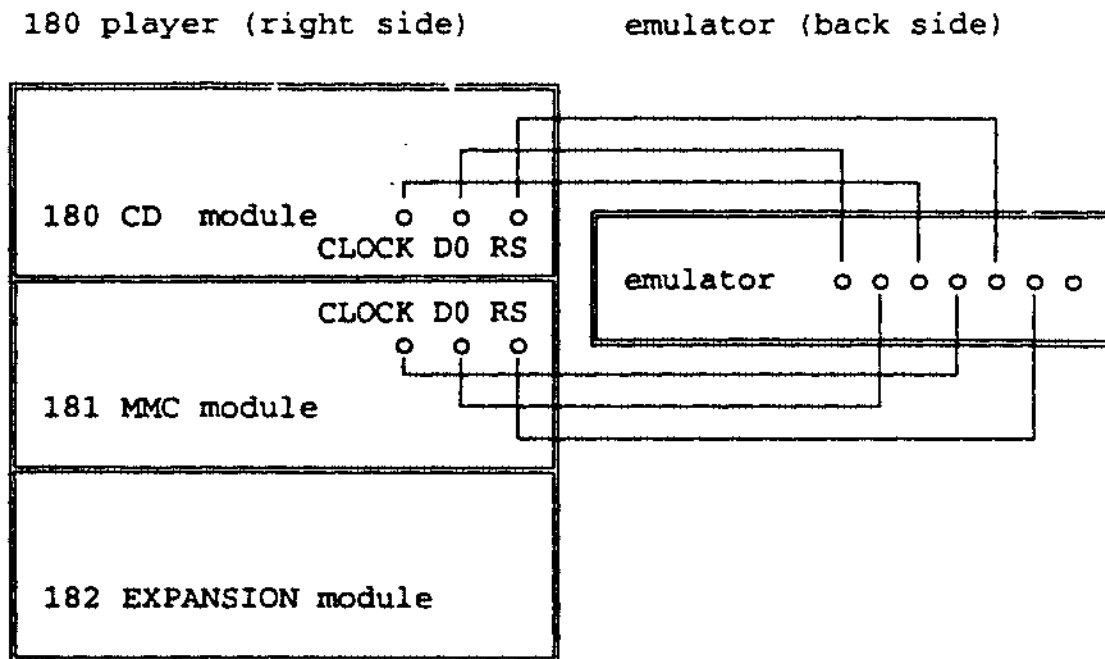 180 player (right side)
emulator (back side)
180 CD module
CLOCK D0 RS
emulator
CLOCK D0 RS
181 MMC module
182 EXPANSION module